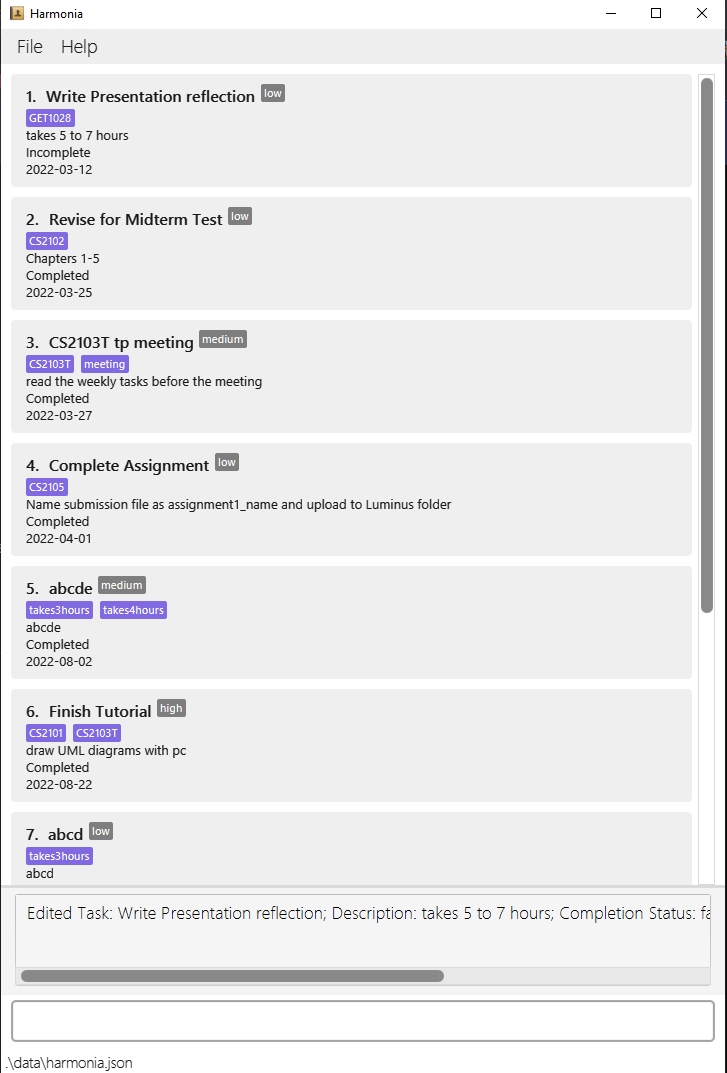 Harmonia
File Help
1. Write Presentation reflection low
GET1028
takes 5 to 7 hours
Incomplete
2022-03-12
2. Revise for Midterm Test low
CS2102
Chapters 1-5
Completed
2022-03-25
3. CS2103T tp meeting medium
CS2103T meeting
read the weekly tasks before the meeting
Completed
2022-03-27
4. Complete Assignment low
CS2105
Name submission file as assignment1_name and upload to Luminus folder
Completed
2022-04-01
5. abcde medium
takes3hours takes4hours
abcde
Completed
2022-08-02
6. Finish Tutorial high
CS2101 CS2103T
draw UML diagrams with pc
Completed
2022-08-22
7. abcd low
takes3hours
abcd
Edited Task: Write Presentation reflection; Description: takes 5 to 7 hours; Completion Status: fa
.\data\harmonia.json